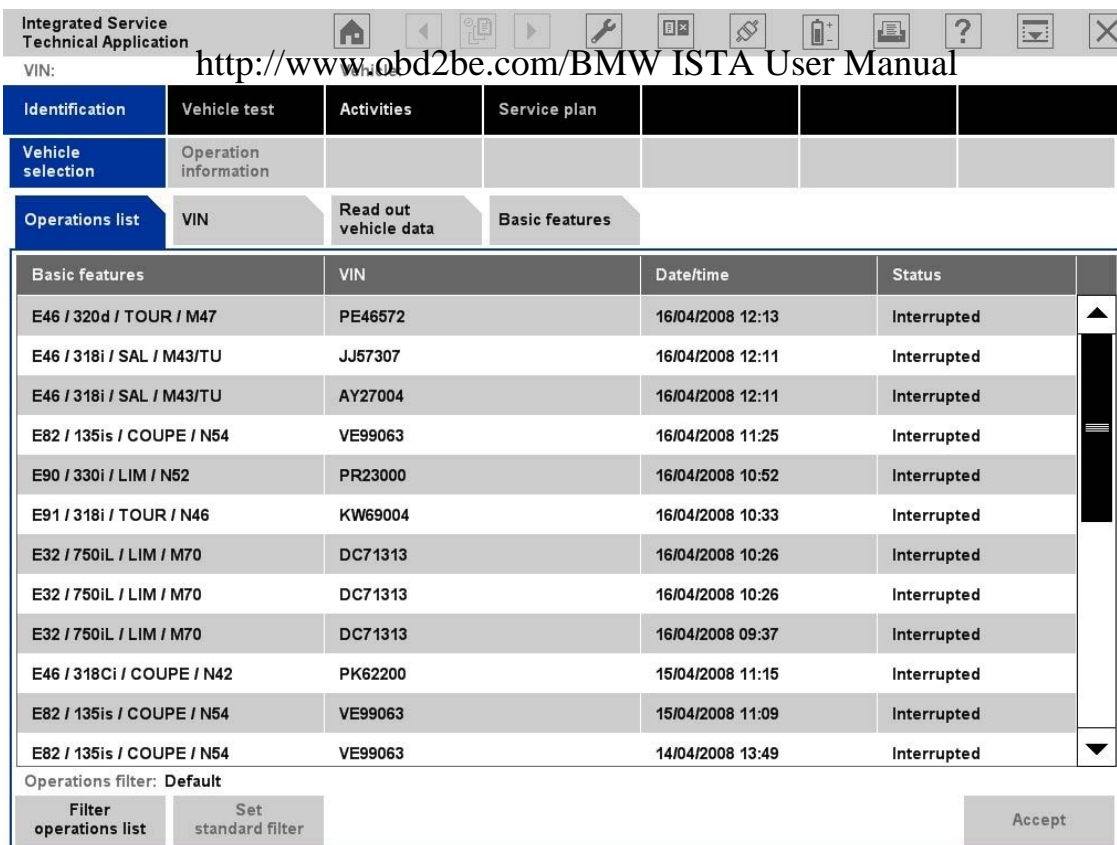 Integrated Service
Technical Application
http://www.obd2be.com/BMW ISTA User Manual
VIN: Vehicle:
Identification Vehicle test Activities Service plan
Vehicle selection Operation information
Operations list VIN Read out vehicle data Basic features
Basic features VIN Date/time Status
E46 / 320d / TOUR / M47 PE46572 16/04/2008 12:13 Interrupted
E46 / 318i / SAL / M43/TU JJ57307 16/04/2008 12:11 Interrupted
E46 / 318i / SAL / M43/TU AY27004 16/04/2008 12:11 Interrupted
E82 / 135is / COUPE / N54 VE99063 16/04/2008 11:25 Interrupted
E90 / 330i / LIM / N52 PR23000 16/04/2008 10:52 Interrupted
E91 / 318i / TOUR / N46 KW69004 16/04/2008 10:33 Interrupted
E32 / 750iL / LIM / M70 DC71313 16/04/2008 10:26 Interrupted
E32 / 750iL / LIM / M70 DC71313 16/04/2008 10:26 Interrupted
E32 / 750iL / LIM / M70 DC71313 16/04/2008 09:37 Interrupted
E46 / 318Ci / COUPE / N42 PK62200 15/04/2008 11:15 Interrupted
E82 / 135is / COUPE / N54 VE99063 15/04/2008 11:09 Interrupted
E82 / 135is / COUPE / N54 VE99063 14/04/2008 13:49 Interrupted
Operations filter: Default
Filter operations list Set standard filter Accept